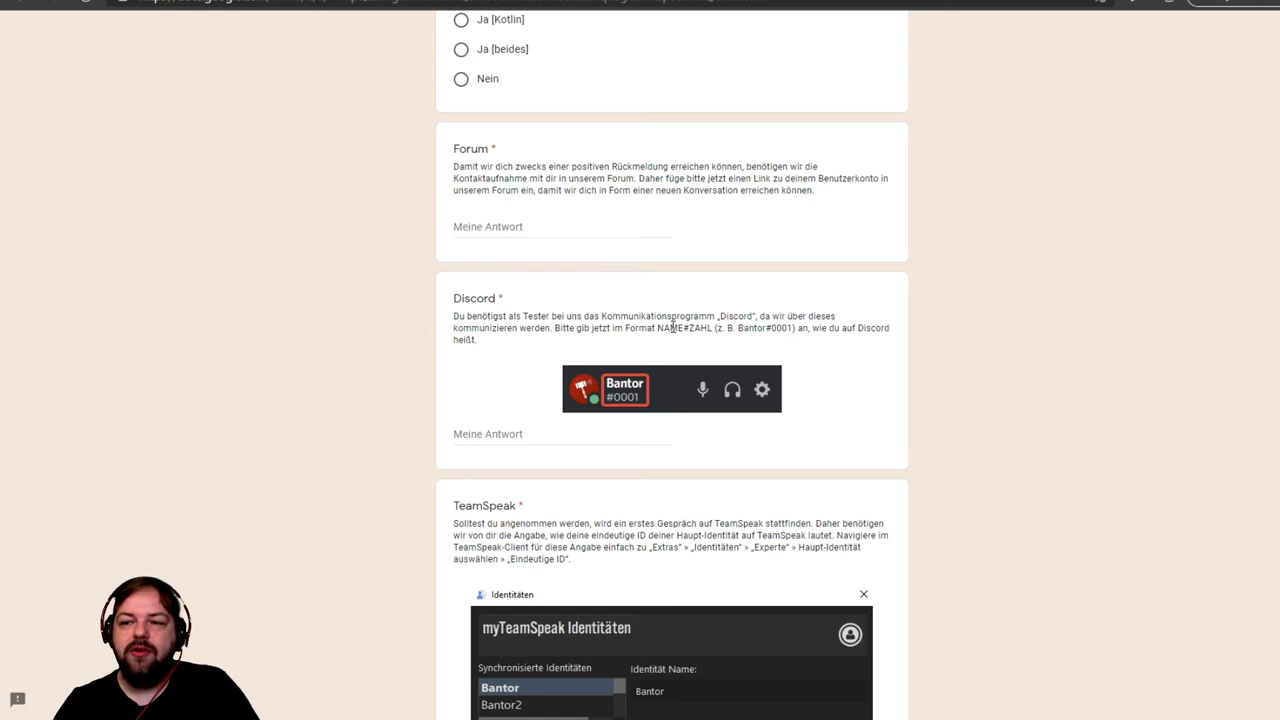 Ja [Kotlin]
Ja [beides]
Nein
Forum *
Damit wir dich zwecks einer positiven Rückmeldung erreichen können, benötigen wir die
Kontaktaufnahme mit dir in unserem Forum. Daher füge bitte jetzt einen Link zu deinem Benutzerkonto in
unserem Forum ein, damit wir dich in Form einer neuen Konversation erreichen können.
Meine Antwort
Discord *
Du benötigst als Tester bei uns das Kommunikationsprogramm „Discord", da wir über dieses
kommunizieren werden. Bitte gib jetzt im Format NAME#ZAHL (z. B. Bantor#0001) an, wie du auf Discord
heißt.
Bantor
#0001
Meine Antwort
TeamSpeak *
Solltest du angenommen werden, wird ein erstes Gespräch auf TeamSpeak stattfinden. Daher benötigen
wir von dir die Angabe, wie deine eindeutige ID deiner Haupt-Identität auf TeamSpeak lautet. Navigiere im
TeamSpeak-Client für diese Angabe einfach zu „Extras" » „Identitäten" » „Experte" » Haupt-Identität
auswählen » „Eindeutige ID".
Identitäten
myTeamSpeak Identitäten
Synchronisierte Identitäten
Identität Name:
Bantor
Bantor
Bantor2